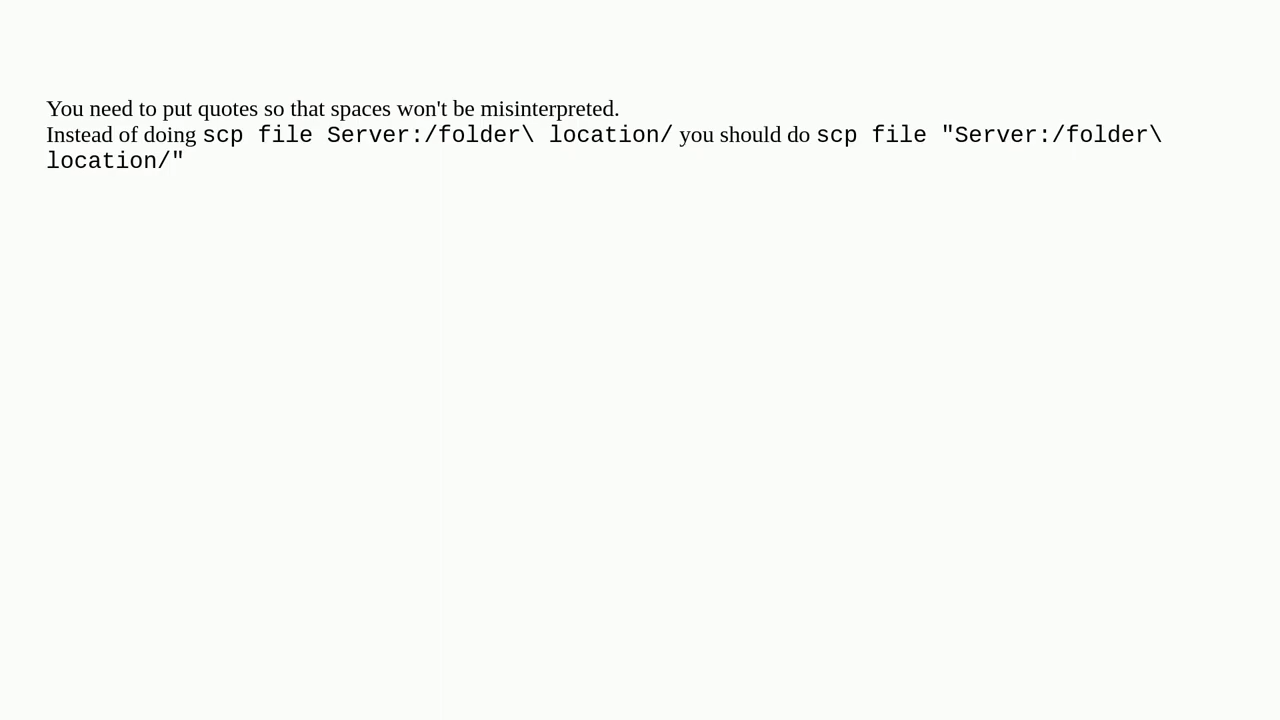 You need to put quotes so that spaces won't be misinterpreted.
Instead of doing scp file Server:/folder\ location/ you should do scp file "Server:/folder\
location/"